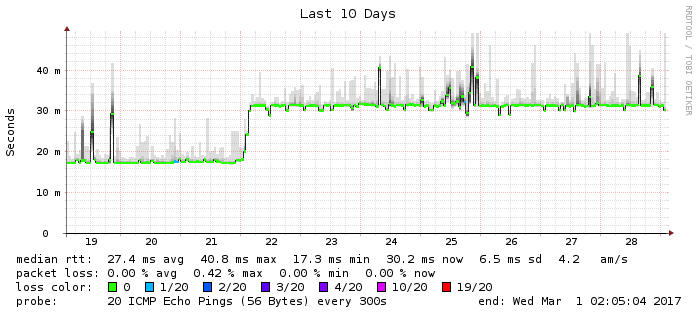 Last 10 Days
RRDTOOL / TOBI OETIKER
Seconds
40 m
30 m
20 m
10 m
0
19 20 21 22 23 24 25 26 27 28
median rtt: 27.4 ms avg 40.8 ms max 17.3 ms min 30.2 ms now 6.5 ms sd 4.2 am/s
packet loss: 0.00 % avg 0.42 % max 0.00 % min 0.00 % now
loss color: 0 1/20 2/20 3/20 4/20 10/20 19/20
probe: 20 ICMP Echo Pings (56 Bytes) every 300s end: Wed Mar 1 02:05:04 2017